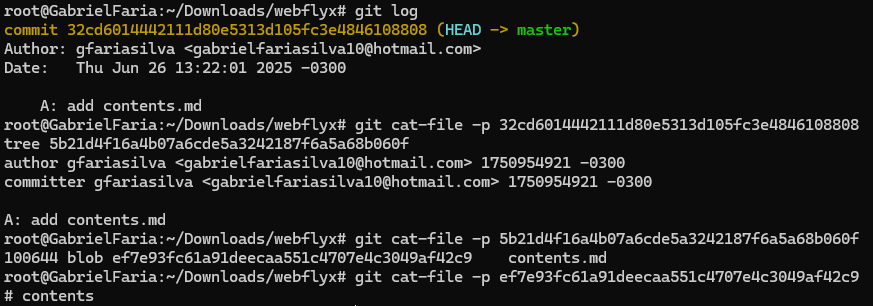 root@GabrielFaria:~/Downloads/webflyx# git log
commit 32cd6014442111d80e5313d105fc3e4846108808 (HEAD -> master)
Author: gfariasilva <gabrielfariasilva10@hotmail.com>
Date:   Thu Jun 26 13:22:01 2025 -0300

    A: add contents.md
root@GabrielFaria:~/Downloads/webflyx# git cat-file -p 32cd6014442111d80e5313d105fc3e4846108808
tree 5b21d4f16a4b07a6cde5a3242187f6a5a68b060f
author gfariasilva <gabrielfariasilva10@hotmail.com> 1750954921 -0300
committer gfariasilva <gabrielfariasilva10@hotmail.com> 1750954921 -0300

A: add contents.md
root@GabrielFaria:~/Downloads/webflyx# git cat-file -p 5b21d4f16a4b07a6cde5a3242187f6a5a68b060f
100644 blob ef7e93fc61a91deecaa551c4707e4c3049af42c9    contents.md
root@GabrielFaria:~/Downloads/webflyx# git cat-file -p ef7e93fc61a91deecaa551c4707e4c3049af42c9
# contents